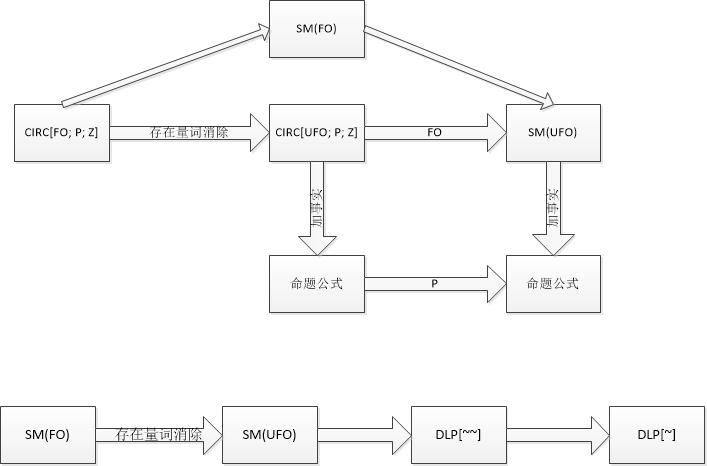 SM(FO)
CIRC[FO; P; Z]
存在量词消除
CIRC[UFO; P; Z]
FO
SM(UFO)
加事实
加事实
命题公式
P
命题公式
SM(FO)
存在量词消除
SM(UFO)
DLP[~~]
DLP[~]